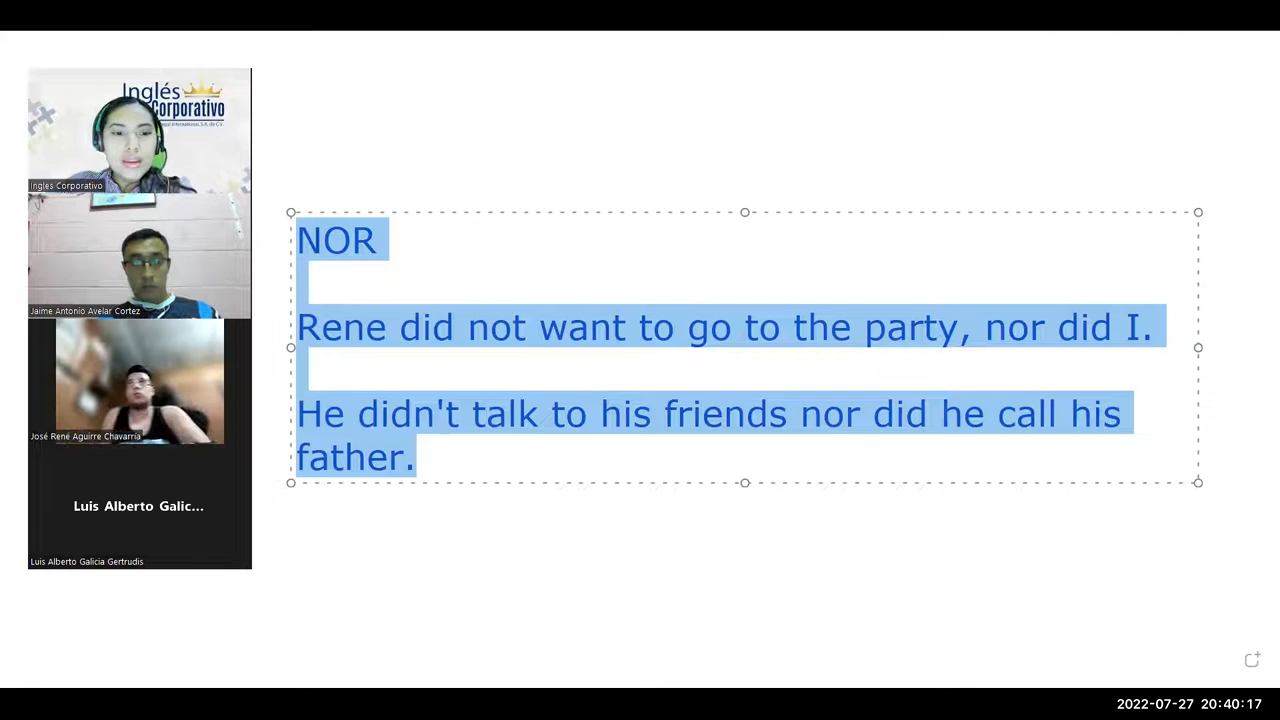 Inglés
Corporativo
Ingles Corporativo
Jaime Antonio Avelar Cortez
José René Aguirre Chavarría
Luis Alberto Galic...
Luis Alberto Galicia Gertrudis
NOR
Rene did not want to go to the party, nor did I.
He didn't talk to his friends nor did he call his
father.
2022-07-27 20:40:17